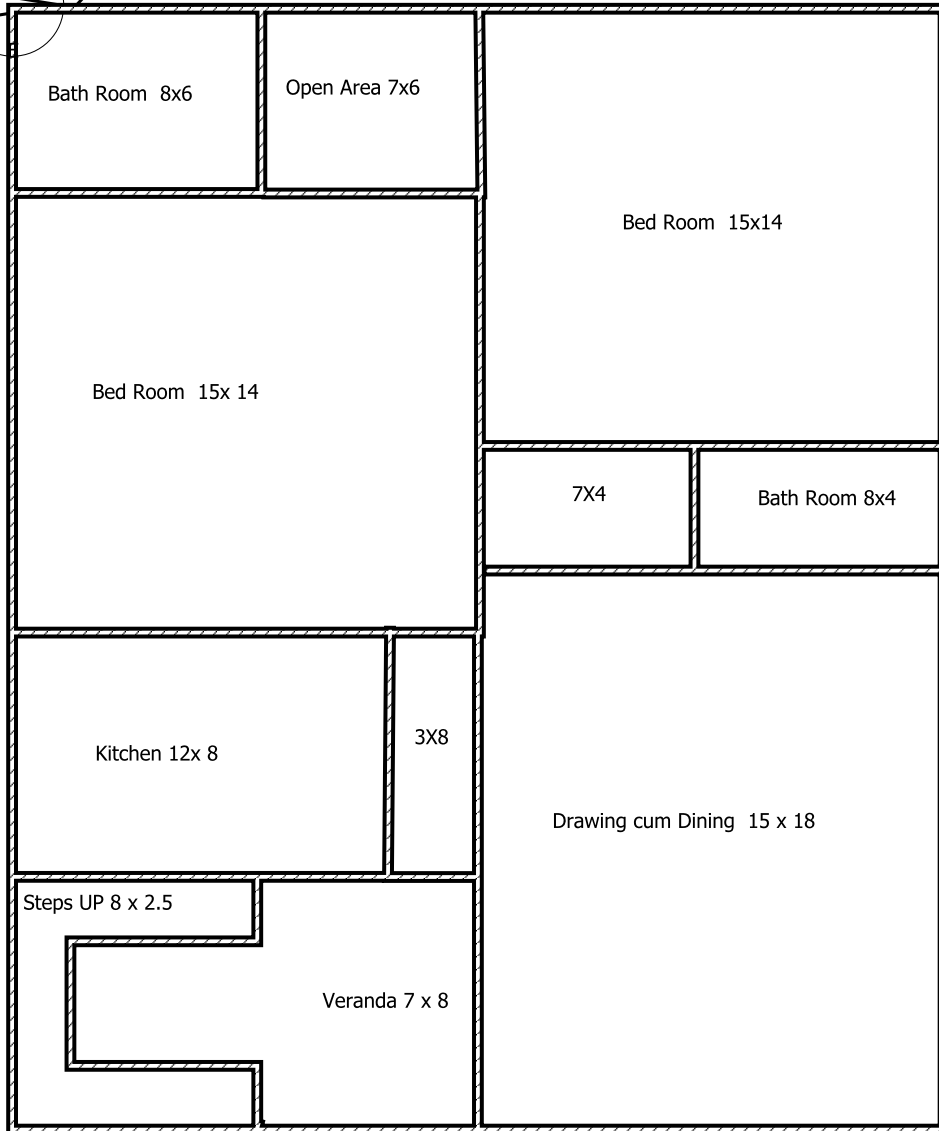 Bath Room 8x6
Open Area 7x6
Bed Room 15x14
Bed Room 15x 14
7X4
Bath Room 8x4
Kitchen 12x 8
3X8
Drawing cum Dining 15 x 18
Steps UP 8 x 2.5
Veranda 7 x 8